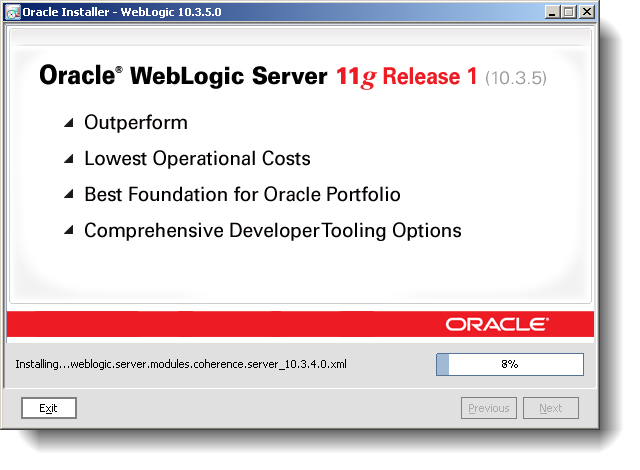 Oracle Installer - WebLogic 10.3.5.0
Oracle® WebLogic Server 11g Release 1 (10.3.5)
Outperform
Lowest Operational Costs
Best Foundation for Oracle Portfolio
Comprehensive Developer Tooling Options
ORACLE®
Installing...weblogic.server.modules.coherence.server_10.3.4.0.xml 8%
Exit Previous Next